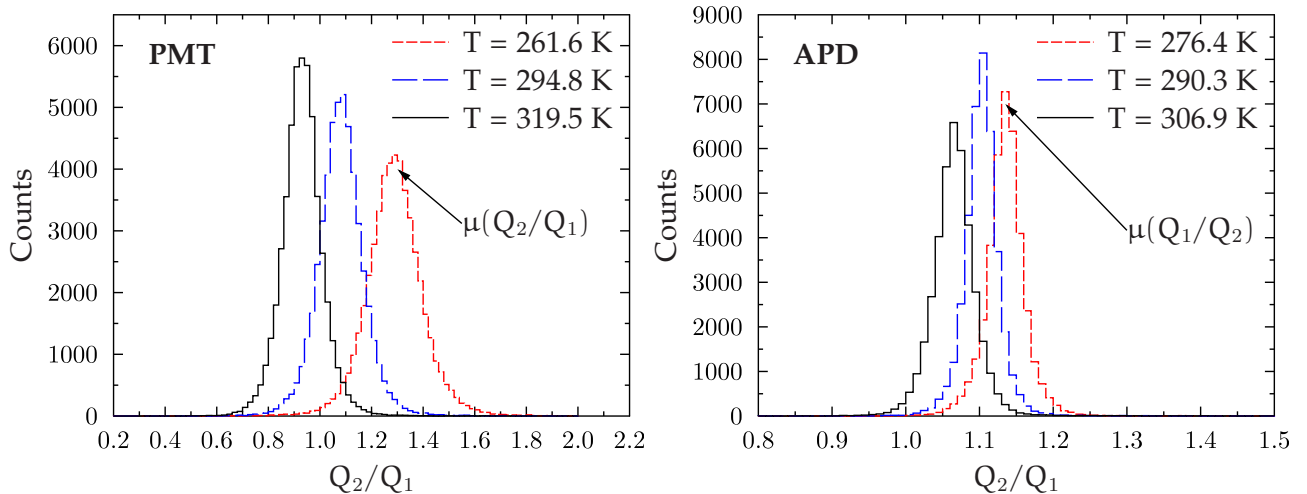 PMT
T = 261.6 K
T = 294.8 K
T = 319.5 K
μ(Q₂/Q₁)
Counts
6000
5000
4000
3000
2000
1000
0
0.2 0.4 0.6 0.8 1.0 1.2 1.4 1.6 1.8 2.0 2.2
Q₂/Q₁
APD
T = 276.4 K
T = 290.3 K
T = 306.9 K
μ(Q₁/Q₂)
Counts
9000
8000
7000
6000
5000
4000
3000
2000
1000
0
0.8 0.9 1.0 1.1 1.2 1.3 1.4 1.5
Q₂/Q₁